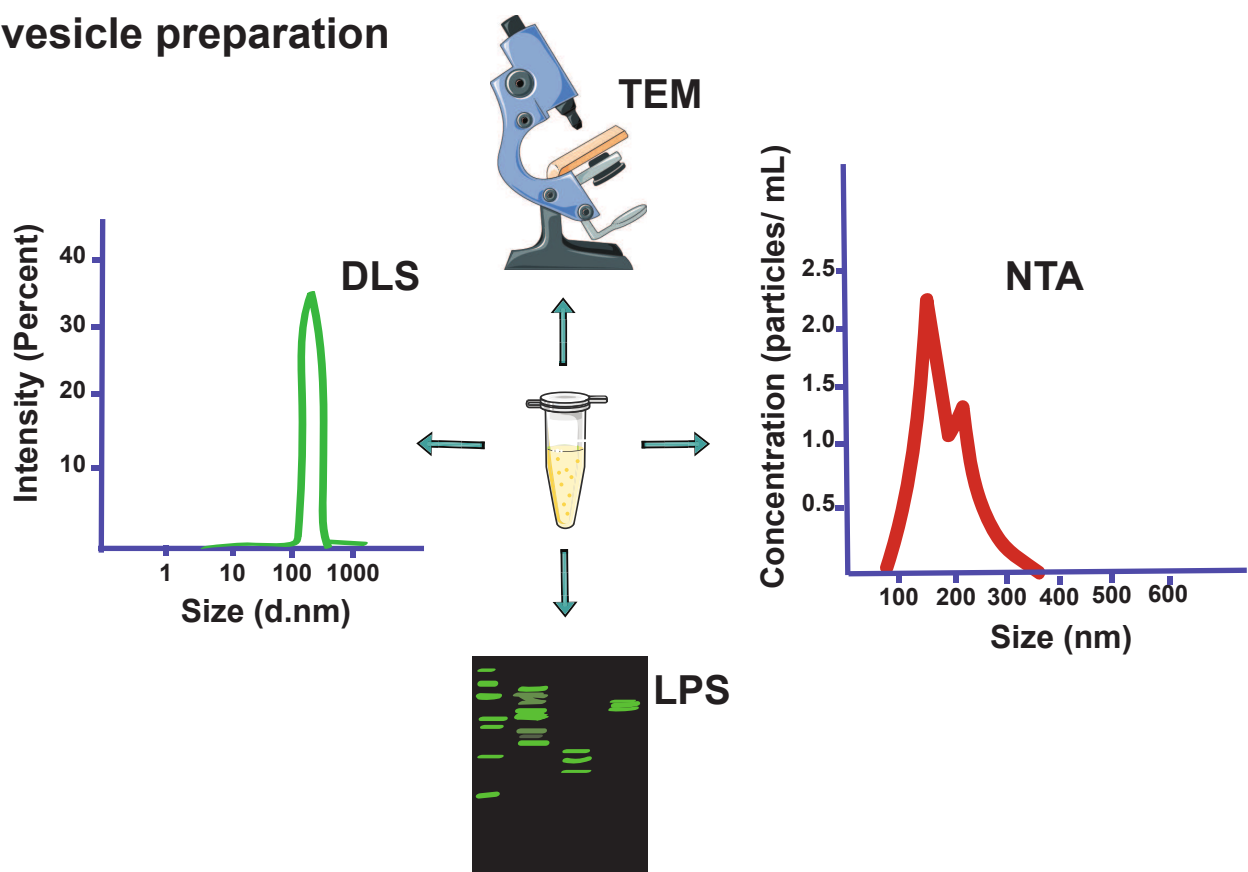 vesicle preparation
TEM
DLS
Intensity (Percent)
40
30
20
10
1 10 100 1000
Size (d.nm)
NTA
Concentration (particles/ mL)
2.5
2.0
1.5
1.0
0.5
100 200 300 400 500 600
Size (nm)
LPS